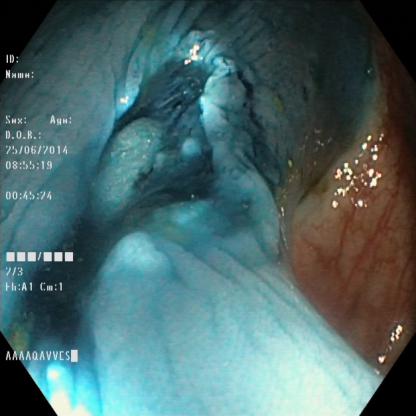 ID:
Name:
Sex: Age:
D.O.B.:
25/06/2014
08:55:19
00:45:24
■■■/■■■
2/3
Eh:A1 Cm:1